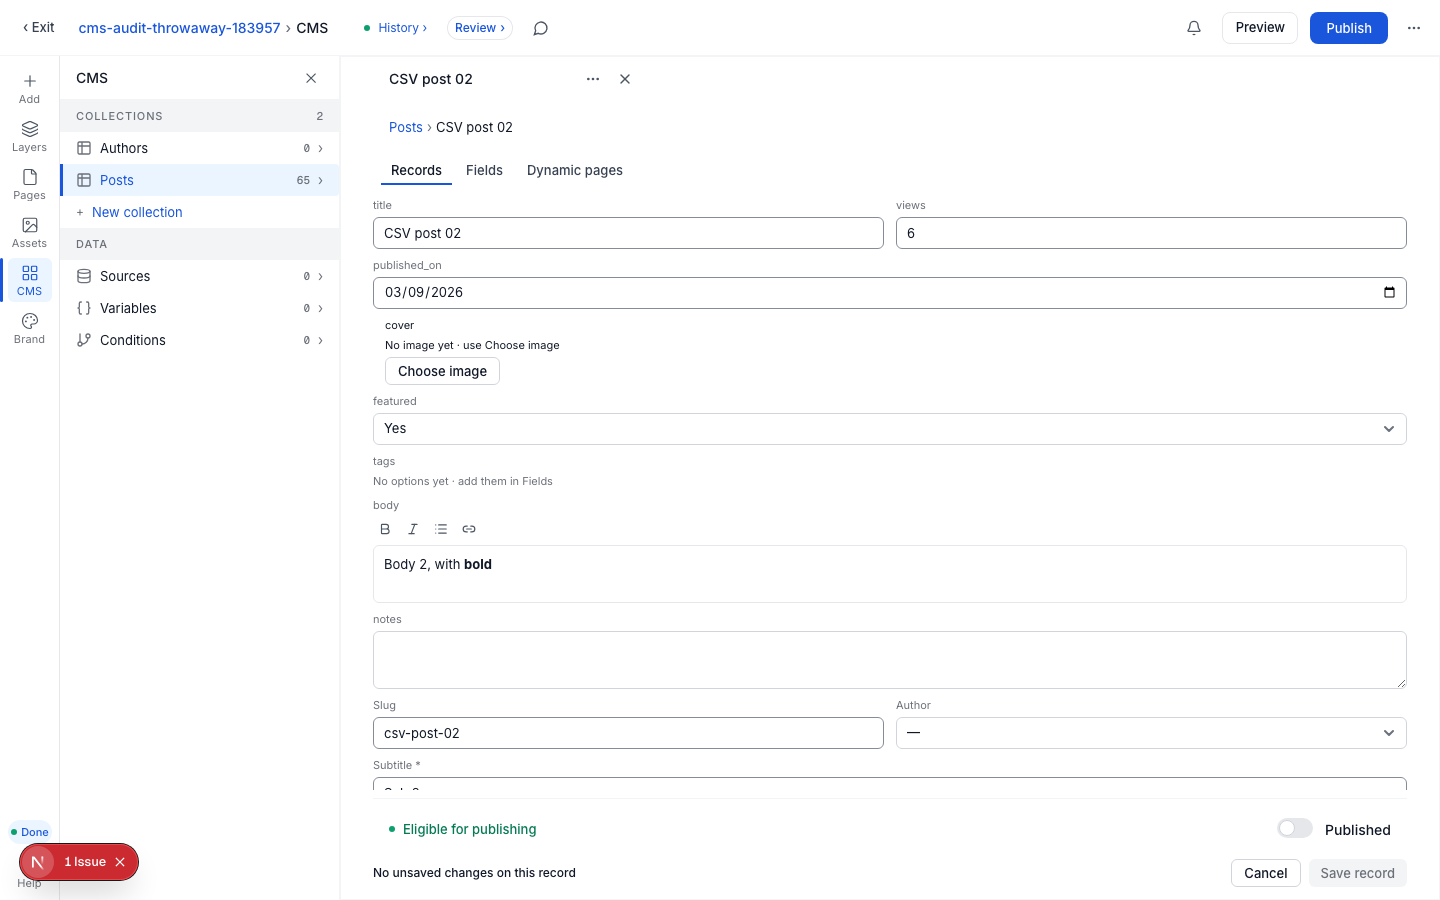 ‹ Exit
cms-audit-throwaway-183957 › CMS
History ›
Review ›
Preview
Publish
Add
Layers
Pages
Assets
CMS
Brand
Done
1 Issue
Help
CMS
COLLECTIONS 2
Authors 0 ›
Posts 65 ›
+ New collection
DATA
Sources 0 ›
Variables 0 ›
Conditions 0 ›
CSV post 02
Posts › CSV post 02
Records Fields Dynamic pages
title views
CSV post 02 6
published_on
03/09/2026
cover
No image yet · use Choose image
Choose image
featured
Yes
tags
No options yet · add them in Fields
body
B I
Body 2, with bold
notes
Slug Author
csv-post-02 —
Subtitle *
Eligible for publishing
Published
No unsaved changes on this record
Cancel Save record